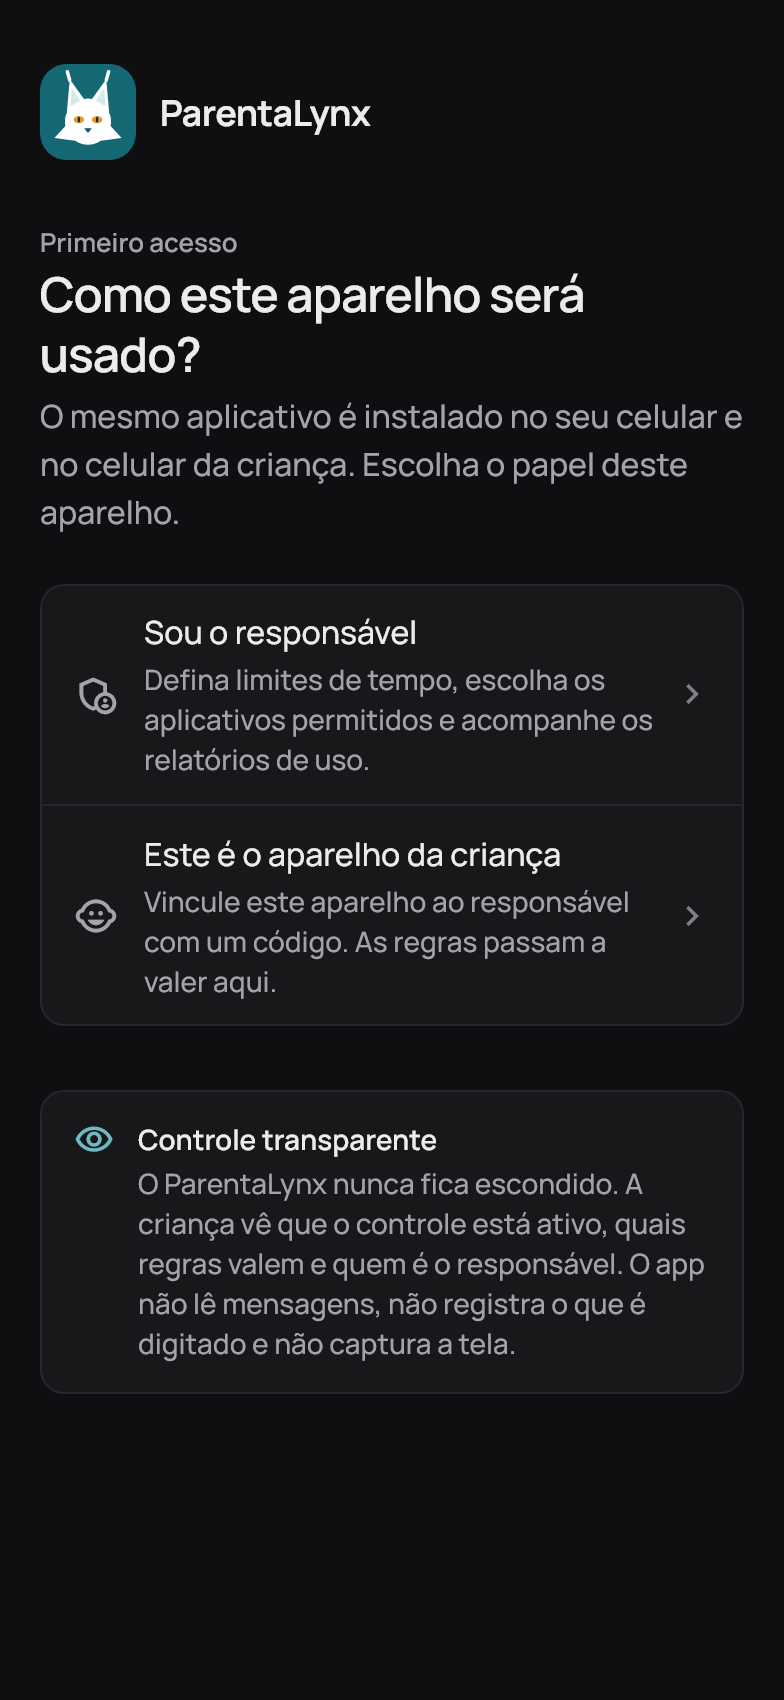 ParentaLynx
Primeiro acesso
Como este aparelho será
usado?
O mesmo aplicativo é instalado no seu celular e
no celular da criança. Escolha o papel deste
aparelho.
Sou o responsável
Defina limites de tempo, escolha os
aplicativos permitidos e acompanhe os
relatórios de uso.
Este é o aparelho da criança
Vincule este aparelho ao responsável
com um código. As regras passam a
valer aqui.
Controle transparente
O ParentaLynx nunca fica escondido. A
criança vê que o controle está ativo, quais
regras valem e quem é o responsável. O app
não lê mensagens, não registra o que é
digitado e não captura a tela.